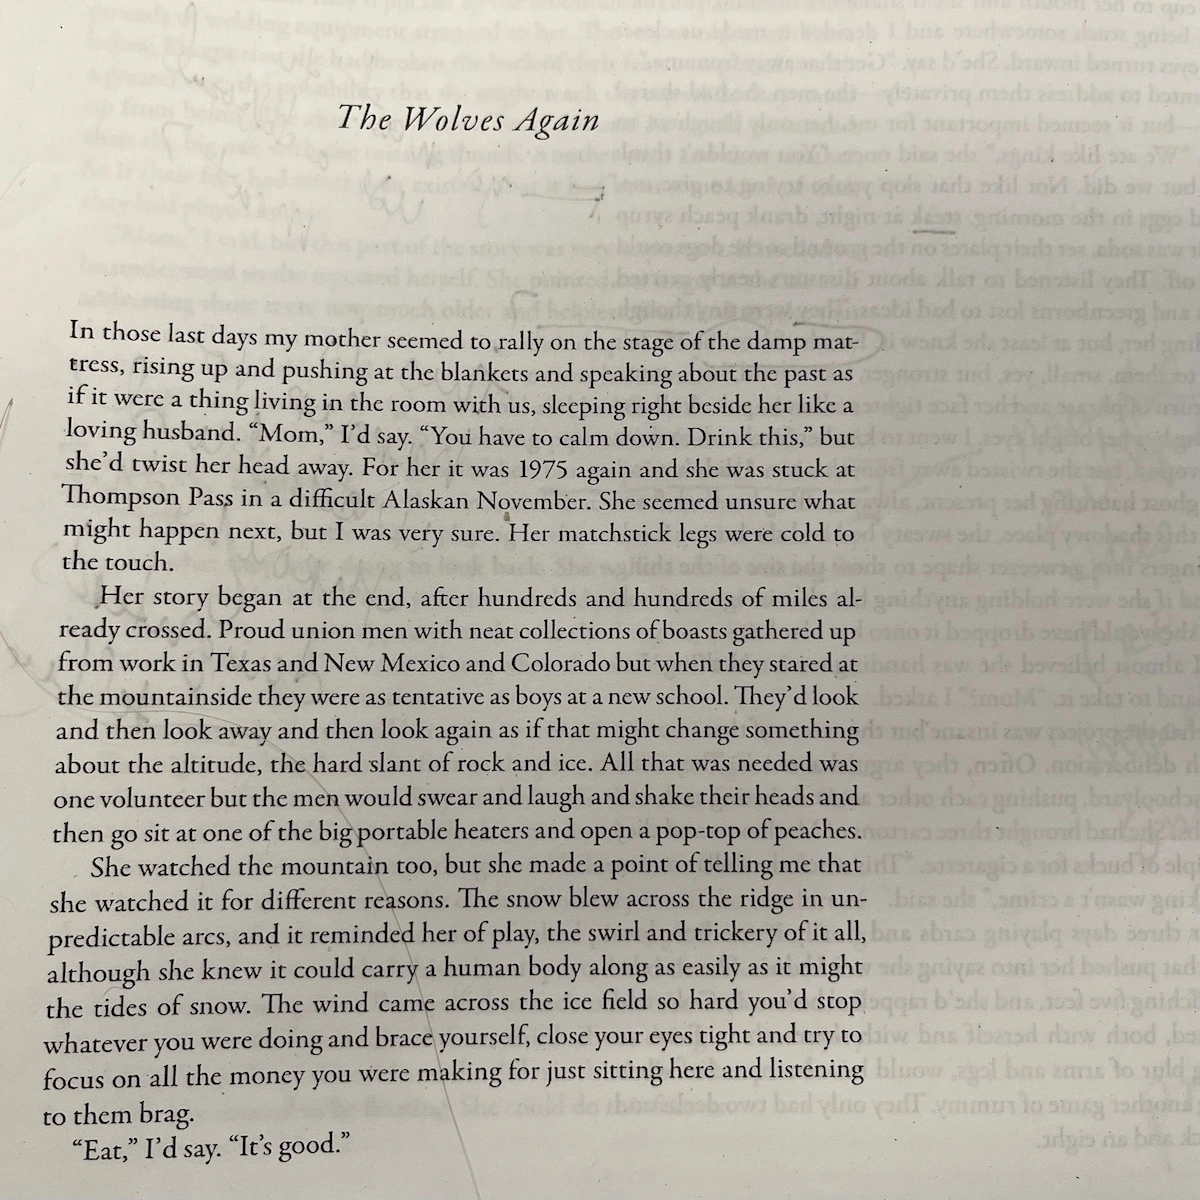 The Wolves Again
In those last days my mother seemed to rally on the stage of the damp mat-
tress, rising up and pushing at the blankets and speaking about the past as
if it were a thing living in the room with us, sleeping right beside her like a
loving husband. “Mom,” I’d say. “You have to calm down. Drink this,” but
she’d twist her head away. For her it was 1975 again and she was stuck at
Thompson Pass in a difficult Alaskan November. She seemed unsure what
might happen next, but I was very sure. Her matchstick legs were cold to
the touch.
Her story began at the end, after hundreds and hundreds of miles al-
ready crossed. Proud union men with neat collections of boasts gathered up
from work in Texas and New Mexico and Colorado but when they stared at
the mountainside they were as tentative as boys at a new school. They’d look
and then look away and then look again as if that might change something
about the altitude, the hard slant of rock and ice. All that was needed was
one volunteer but the men would swear and laugh and shake their heads and
then go sit at one of the big portable heaters and open a pop-top of peaches.
She watched the mountain too, but she made a point of telling me that
she watched it for different reasons. The snow blew across the ridge in un-
predictable arcs, and it reminded her of play, the swirl and trickery of it all,
although she knew it could carry a human body along as easily as it might
the tides of snow. The wind came across the ice field so hard you’d stop
whatever you were doing and brace yourself, close your eyes tight and try to
focus on all the money you were making for just sitting here and listening
to them brag.
“Eat,” I’d say. “It’s good.”